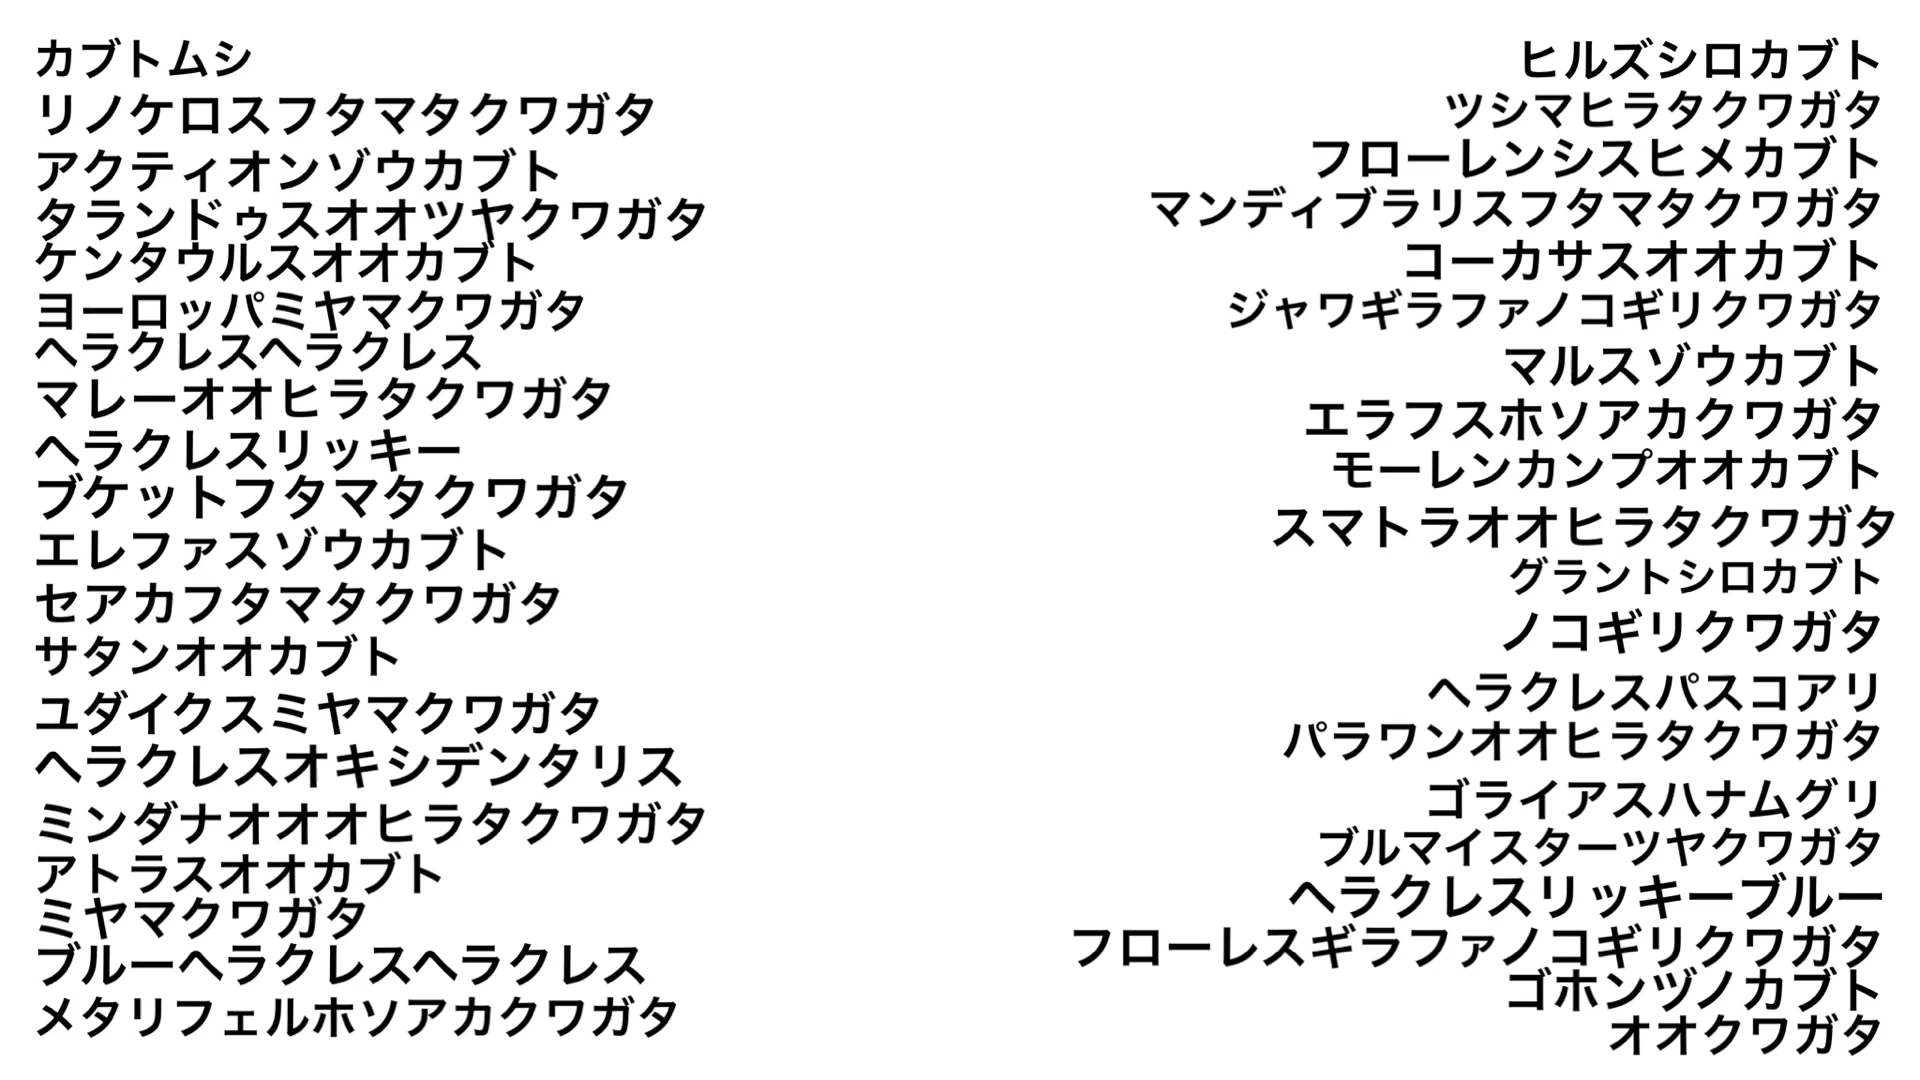 カブトムシ
リノケロスフタマタクワガタ
アクティオンゾウカブト
タランドゥスオオツヤクワガタ
ケンタウルスオオカブト
ヨーロッパミヤマクワガタ
ヘラクレスヘラクレス
マレーオオヒラタクワガタ
ヘラクレスリッキー
ブケットフタマタクワガタ
エレファスゾウカブト
セアカフタマタクワガタ
サタンオオカブト
ユダイクスミヤマクワガタ
ヘラクレスオキシデンタリス
ミンダナオオオヒラタクワガタ
アトラスオオカブト
ミヤマクワガタ
ブルーヘラクレスヘラクレス
メタリフェルホソアカクワガタ
ヒルズシロカブト
ツシマヒラタクワガタ
フローレンシスヒメカブト
マンディブラリスフタマタクワガタ
コーカサスオオカブト
ジャワギラファノコギリクワガタ
マルスゾウカブト
エラフスホソアカクワガタ
モーレンカンプオオカブト
スマトラオオヒラタクワガタ
グラントシロカブト
ノコギリクワガタ
ヘラクレスパスコアリ
パラワンオオヒラタクワガタ
ゴライアスハナムグリ
ブルマイスターツヤクワガタ
ヘラクレスリッキーブルー
フローレスギラファノコギリクワガタ
ゴホンヅノカブト
オオクワガタ